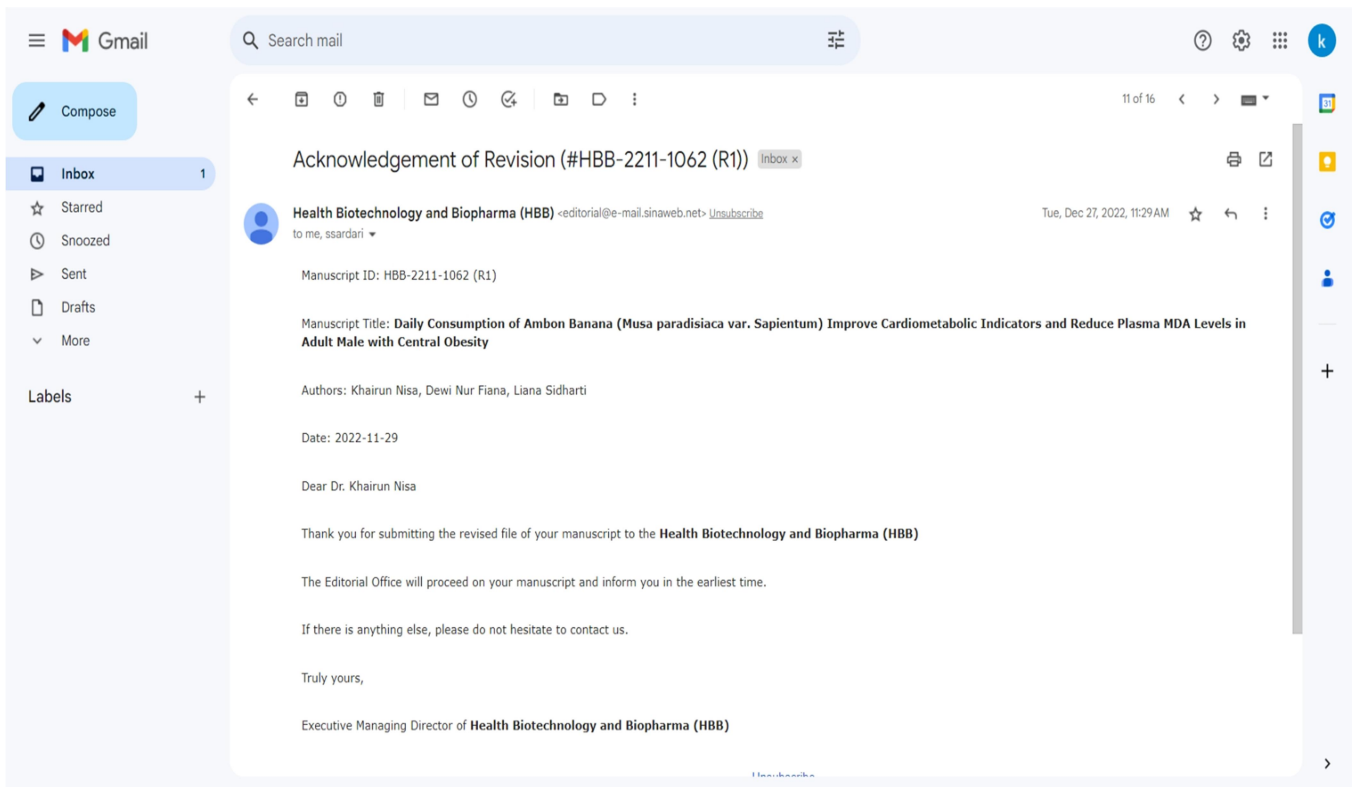 Gmail
Search mail
k
Compose
11 of 16
31
Inbox 1
Starred
Snoozed
Sent
Drafts
More
Labels
Acknowledgement of Revision (#HBB-2211-1062 (R1)) Inbox ×
Health Biotechnology and Biopharma (HBB) <editorial@e-mail.sinaweb.net> Unsubscribe
Tue, Dec 27, 2022, 11:29 AM
to me, ssardari
Manuscript ID: HBB-2211-1062 (R1)
Manuscript Title: Daily Consumption of Ambon Banana (Musa paradisiaca var. Sapientum) Improve Cardiometabolic Indicators and Reduce Plasma MDA Levels in
Adult Male with Central Obesity
Authors: Khairun Nisa, Dewi Nur Fiana, Liana Sidharti
Date: 2022-11-29
Dear Dr. Khairun Nisa
Thank you for submitting the revised file of your manuscript to the Health Biotechnology and Biopharma (HBB)
The Editorial Office will proceed on your manuscript and inform you in the earliest time.
If there is anything else, please do not hesitate to contact us.
Truly yours,
Executive Managing Director of Health Biotechnology and Biopharma (HBB)
Unsubscribe